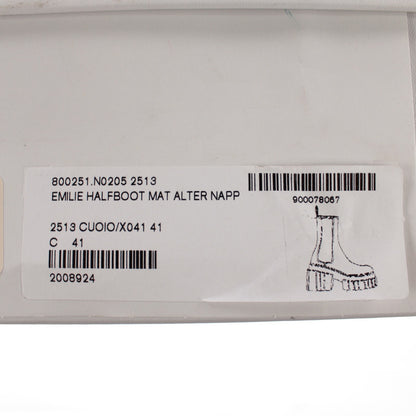 800251.N0205 2513
EMILIE HALFBOOT MAT ALTER NAPP
900078067
2513 CUOIO/X041 41
C 41
2008924